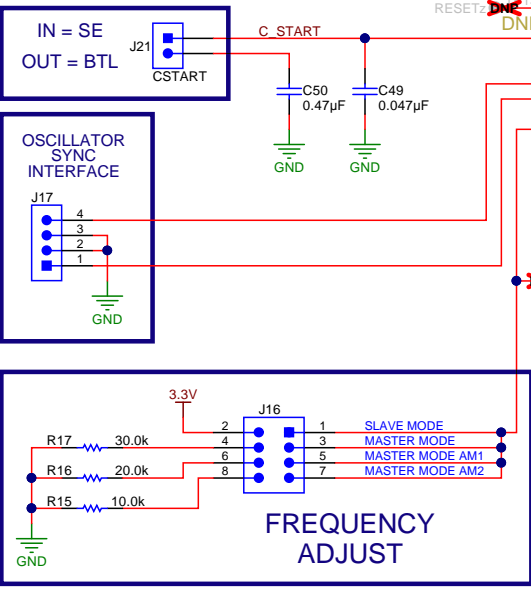 RESETz DNP
DNP
IN = SE
OUT = BTL
J21
CSTART
C_START
C50
0.47µF
C49
0.047µF
GND
GND
OSCILLATOR
SYNC
INTERFACE
J17
4
3
2
1
GND
3.3V
J16
2
4
6
8
1
3
5
7
SLAVE MODE
MASTER MODE
MASTER MODE AM1
MASTER MODE AM2
R17
30.0k
R16
20.0k
R15
10.0k
GND
FREQUENCY
ADJUST